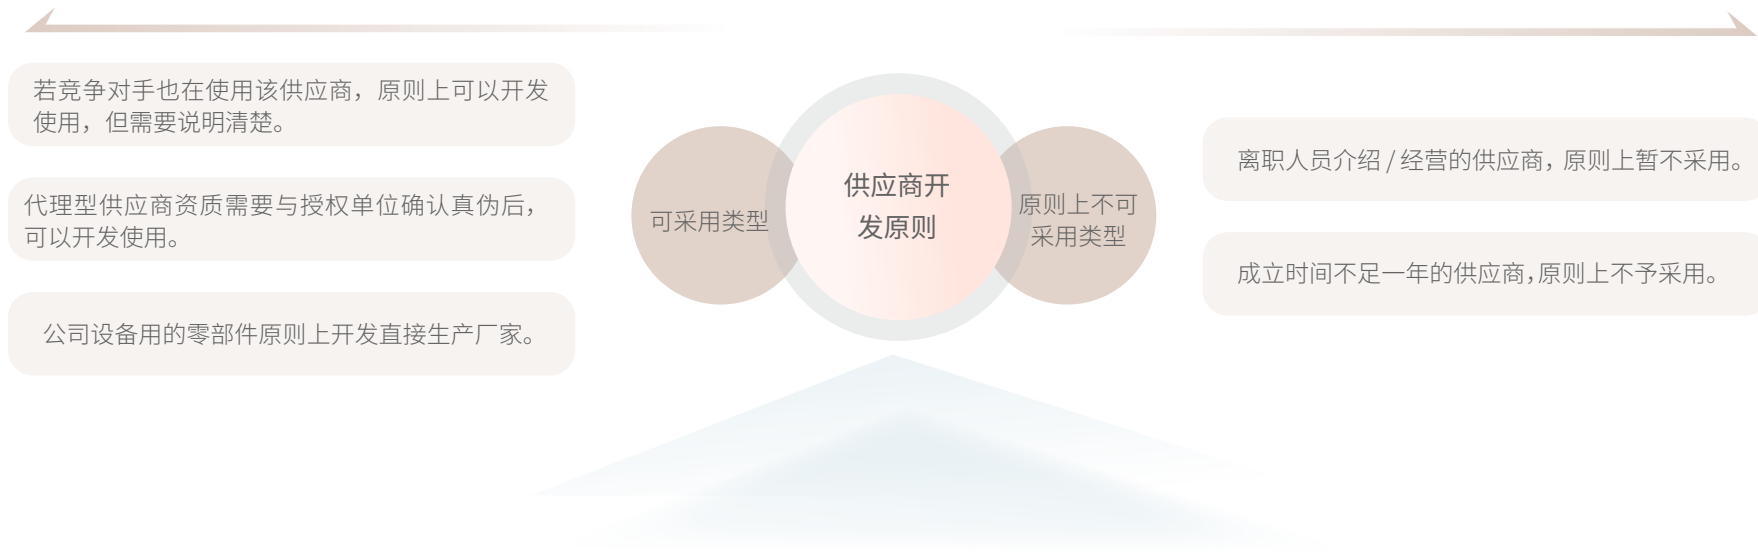 若竞争对手也在使用该供应商，原则上可以开发
使用，但需要说明清楚。
代理型供应商资质需要与授权单位确认真伪后，
可以开发使用。
公司设备用的零部件原则上开发直接生产厂家。
可采用类型
供应商开
发原则
原则上不可
采用类型
离职人员介绍 / 经营的供应商，原则上暂不采用。
成立时间不足一年的供应商，原则上不予采用。